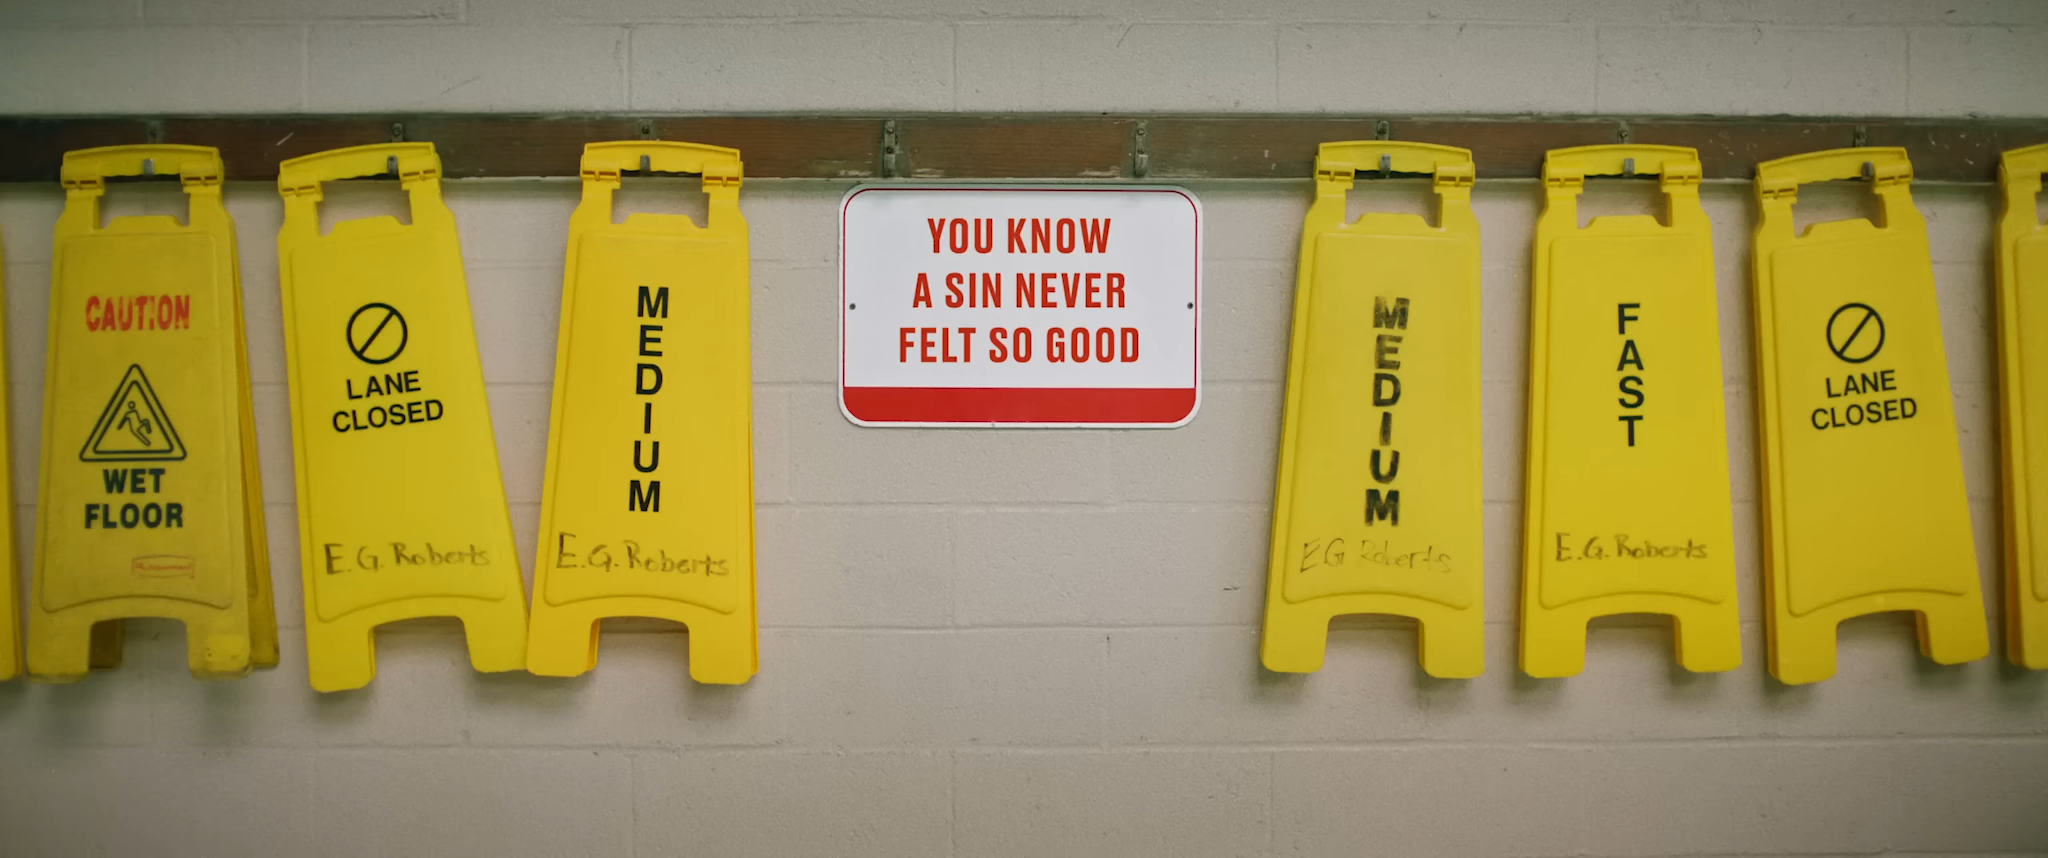 CAUTION
WET
FLOOR
LANE
CLOSED
E.G. Roberts
MEDIUM
E.G. Roberts
YOU KNOW
A SIN NEVER
FELT SO GOOD
MEDIUM
EG Roberts
FAST
E.G. Roberts
LANE
CLOSED